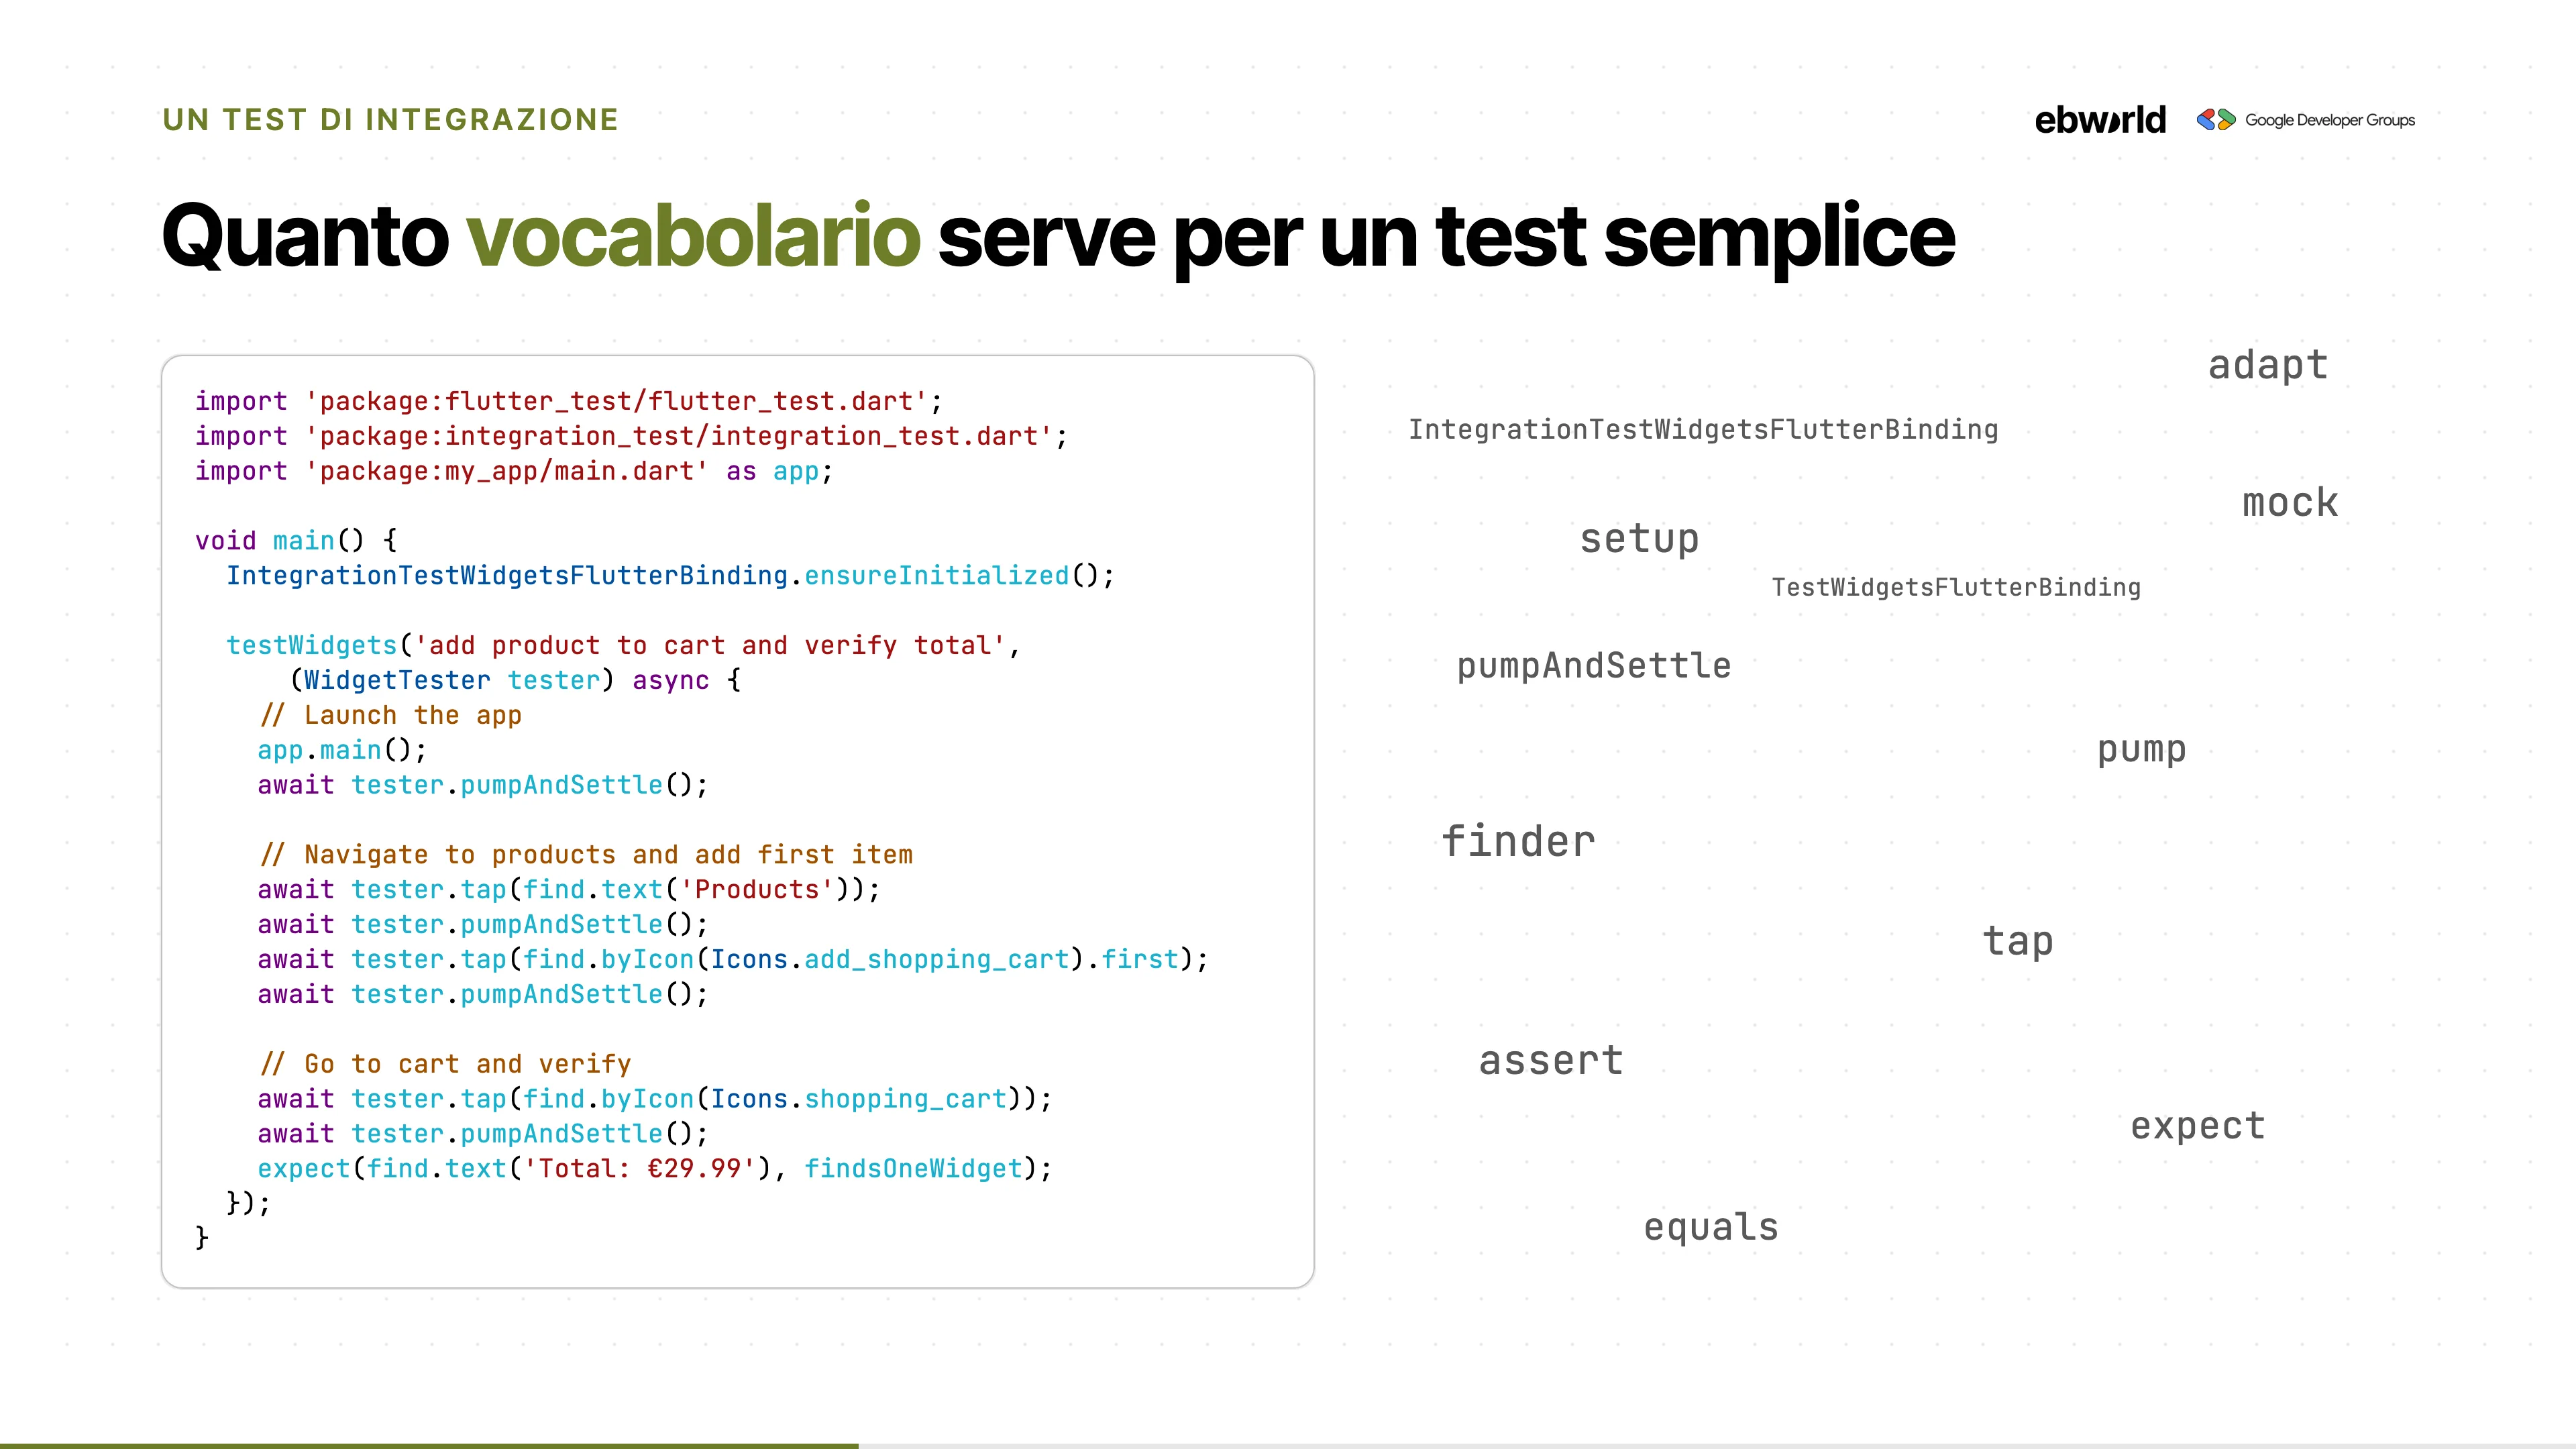 UN TEST DI INTEGRAZIONE
ebworld
Google Developer Groups
Quanto vocabolario serve per un test semplice
import 'package:flutter_test/flutter_test.dart';
import 'package:integration_test/integration_test.dart';
import 'package:my_app/main.dart' as app;
void main() {
IntegrationTestWidgetsFlutterBinding.ensureInitialized();
testWidgets('add product to cart and verify total',
(WidgetTester tester) async {
// Launch the app
app.main();
await tester.pumpAndSettle();
// Navigate to products and add first item
await tester.tap(find.text('Products'));
await tester.pumpAndSettle();
await tester.tap(find.byIcon(Icons.add_shopping_cart).first);
await tester.pumpAndSettle();
// Go to cart and verify
await tester.tap(find.byIcon(Icons.shopping_cart));
await tester.pumpAndSettle();
expect(find.text('Total: €29.99'), findsOneWidget);
});
}
adapt
IntegrationTestWidgetsFlutterBinding
mock
setup
TestWidgetsFlutterBinding
pumpAndSettle
pump
finder
tap
assert
expect
equals